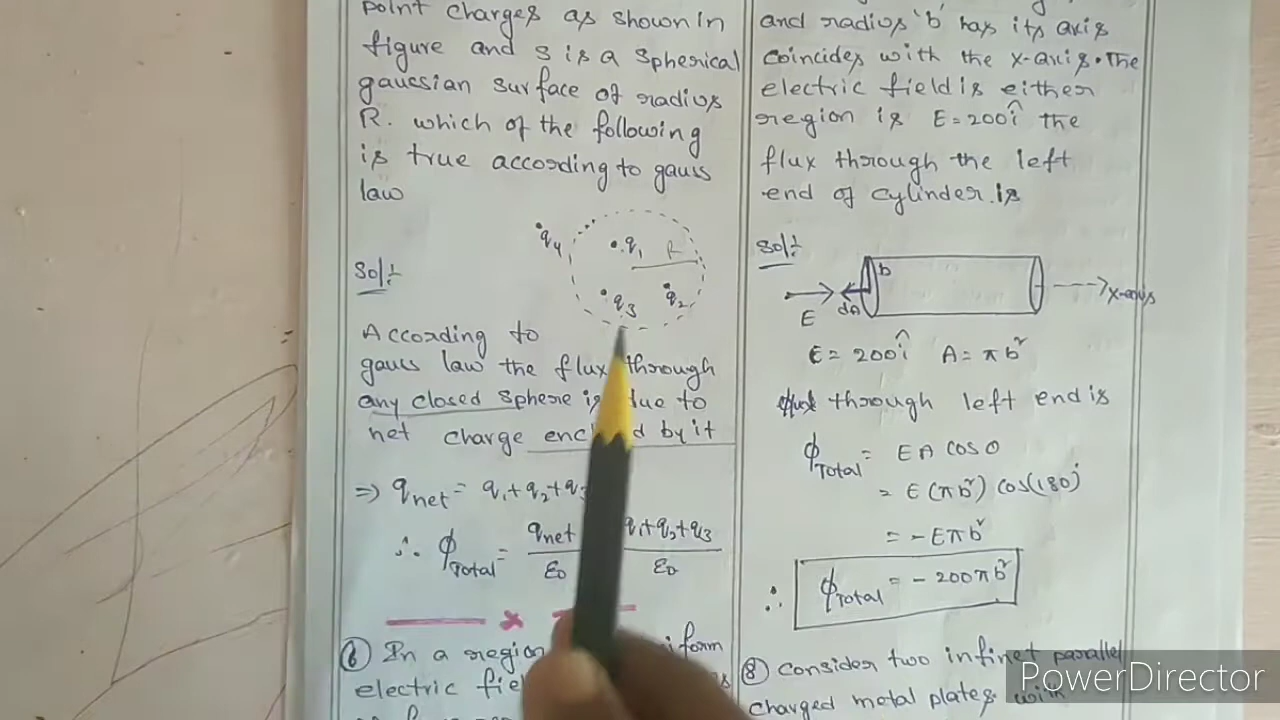 point charges as shown in
figure and S is a spherical
gaussian surface of radius
R. which of the following
is true according to gauss
law
Sol:-
q4
q1
R
q3
q2
According to
gauss law the flux through
any closed sphere is due to
net charge by it
⇒ qnet = q1+q2+
∴ ϕTotal = qnet/ε0 q1+q2+q3/ε0
×
⑥ In a region
electric
and radius 'b' has its axis
coincides with the x-axis. The
electric field is either
region is E = 200î the
flux through the left
end of cylinder is
Sol:-
b
E
dA
X-axis
E = 200î A = πb²
through left end is
ϕTotal = EA cosθ
= E(πb²) cos(180°)
= -Eπb²
∴ ϕTotal = -200πb²
⑧ Consider two infinet parallel
charged metal plates with
PowerDirector